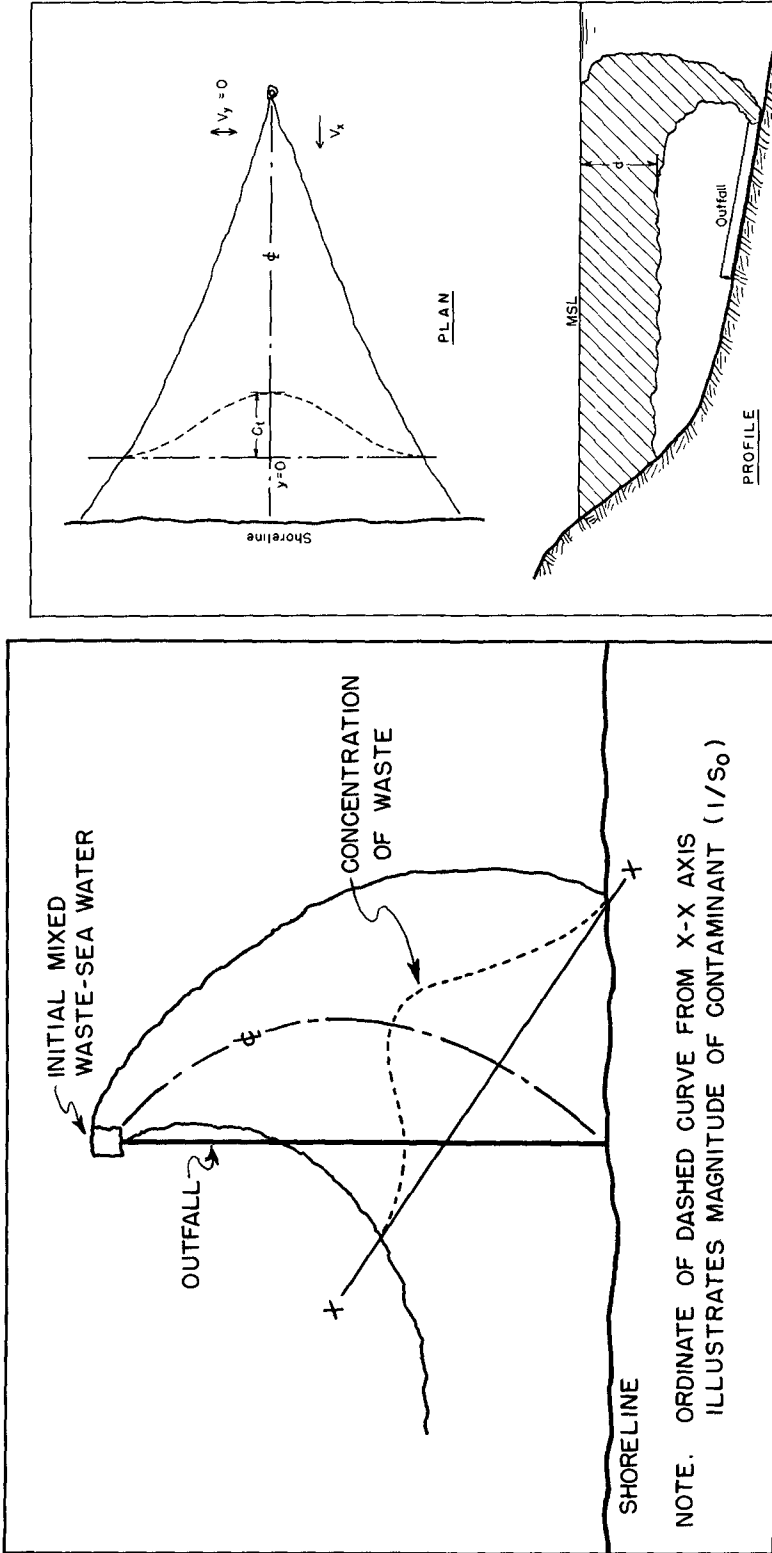 INITIAL MIXED
WASTE-SEA WATER
OUTFALL
CONCENTRATION
OF WASTE
X
X
SHORELINE
NOTE. ORDINATE OF DASHED CURVE FROM X-X AXIS
ILLUSTRATES MAGNITUDE OF CONTAMINANT (1/S₀)
Vy = 0
Vx
℄
Ct
y=0
Shoreline
PLAN
MSL
d
Outfall
PROFILE